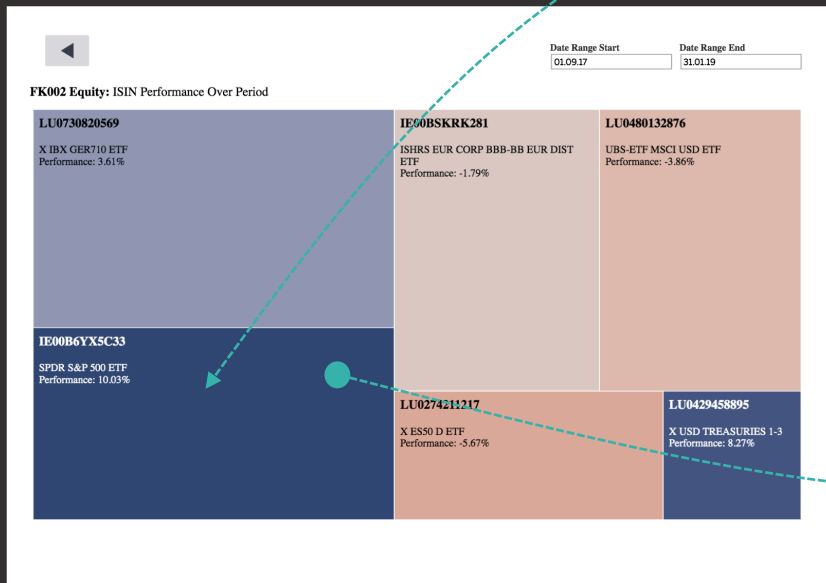 Date Range Start
Date Range End
01.09.17
31.01.19
FK002 Equity: ISIN Performance Over Period
LU0730820569
X IBX GER710 ETF
Performance: 3.61%
IE00BSKRK281
ISHRS EUR CORP BBB-BB EUR DIST
ETF
Performance: -1.79%
LU0480132876
UBS-ETF MSCI USD ETF
Performance: -3.86%
IE00B6YX5C33
SPDR S&P 500 ETF
Performance: 10.03%
LU0274211217
X ES50 D ETF
Performance: -5.67%
LU0429458895
X USD TREASURIES 1-3
Performance: 8.27%